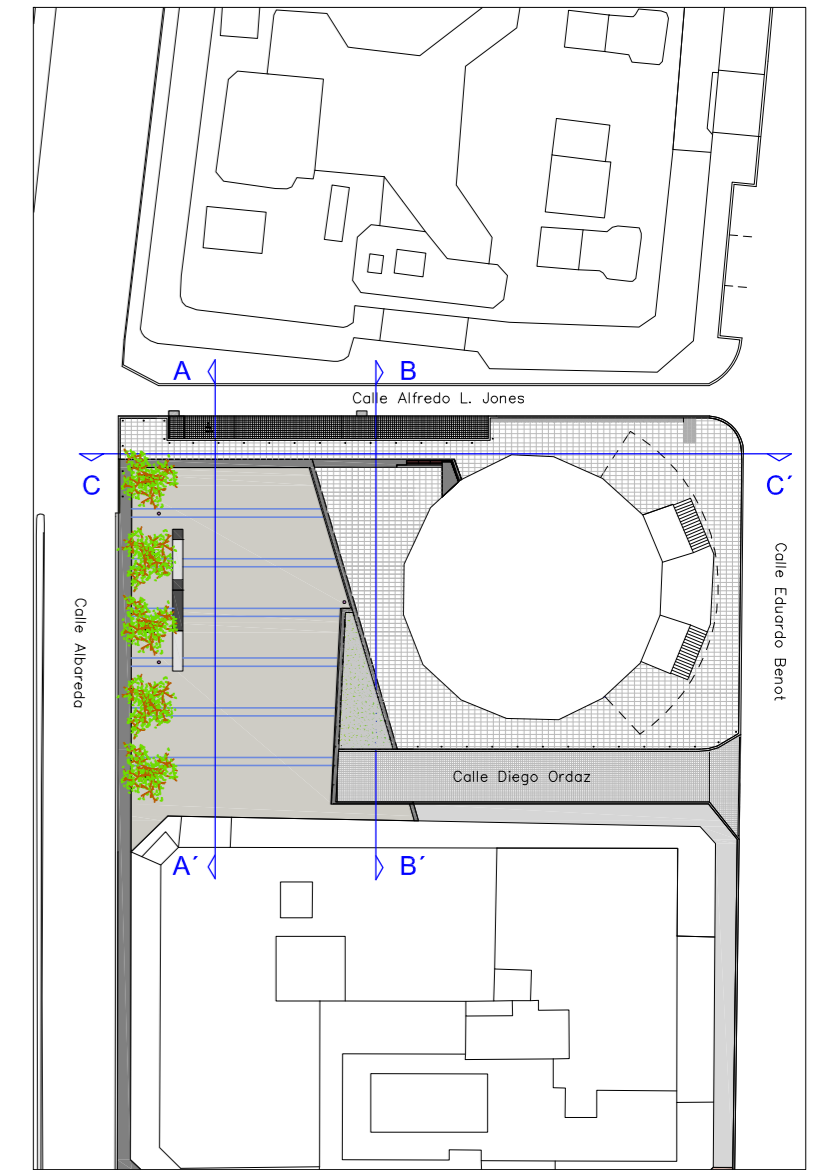 A
B
Calle Alfredo L. Jones
C
C´
Calle Eduardo Benot
Calle Albareda
Calle Diego Ordaz
A´
B´